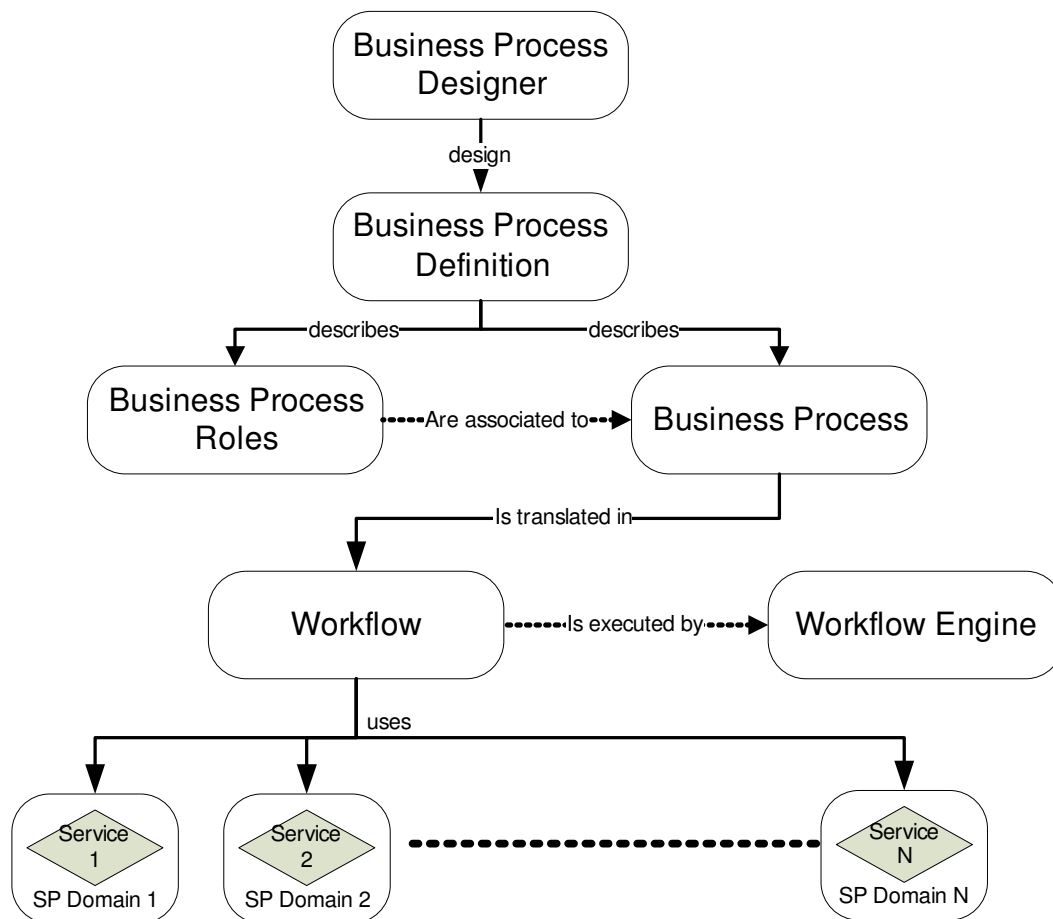 Business Process
Designer
design
Business Process
Definition
describes
describes
Business Process
Roles
Are associated to
Business Process
Is translated in
Workflow
Is executed by
Workflow Engine
uses
Service
1
SP Domain 1
Service
2
SP Domain 2
Service
N
SP Domain N